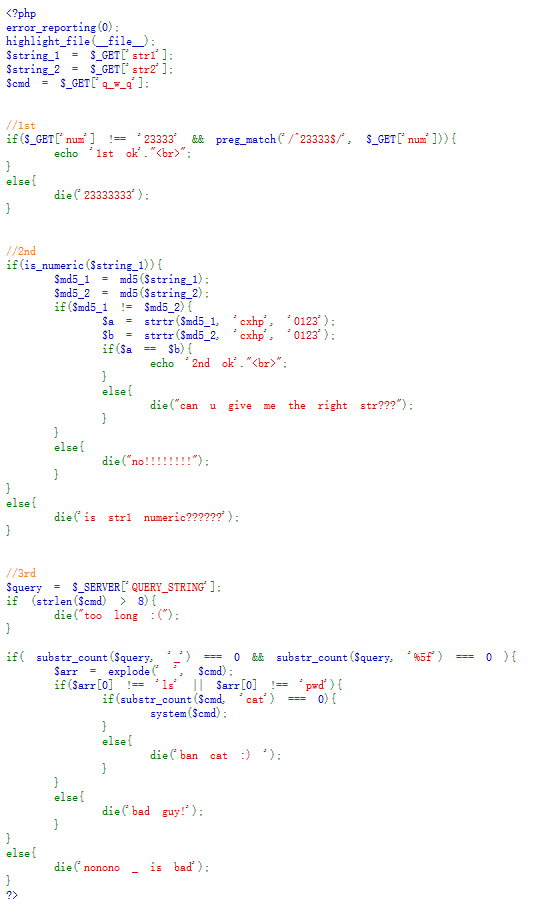 <?php
error_reporting(0);
highlight_file(__file__);
$string_1 = $_GET['str1'];
$string_2 = $_GET['str2'];
$cmd = $_GET['q_w_q'];
//1st
if($_GET['num'] !== '23333' && preg_match('/^23333$/', $_GET['num'])){
echo '1st ok'."<br>";
}
else{
die('23333333');
}
//2nd
if(is_numeric($string_1)){
$md5_1 = md5($string_1);
$md5_2 = md5($string_2);
if($md5_1 != $md5_2){
$a = strtr($md5_1, 'cxhp', '0123');
$b = strtr($md5_2, 'cxhp', '0123');
if($a == $b){
echo '2nd ok'."<br>";
}
else{
die("can u give me the right str???");
}
}
else{
die("no!!!!!!!!");
}
}
else{
die('is str1 numeric??????');
}
//3rd
$query = $_SERVER['QUERY_STRING'];
if (strlen($cmd) > 8){
die("too long :(");
}
if( substr_count($query, '_') === 0 && substr_count($query, '%5f') === 0 ){
$arr = explode(' ', $cmd);
if($arr[0] !== 'ls' || $arr[0] !== 'pwd'){
if(substr_count($cmd, 'cat') === 0){
system($cmd);
}
else{
die('ban cat :) ');
}
}
else{
die('bad guy!');
}
}
else{
die('nonono _ is bad');
}
?>